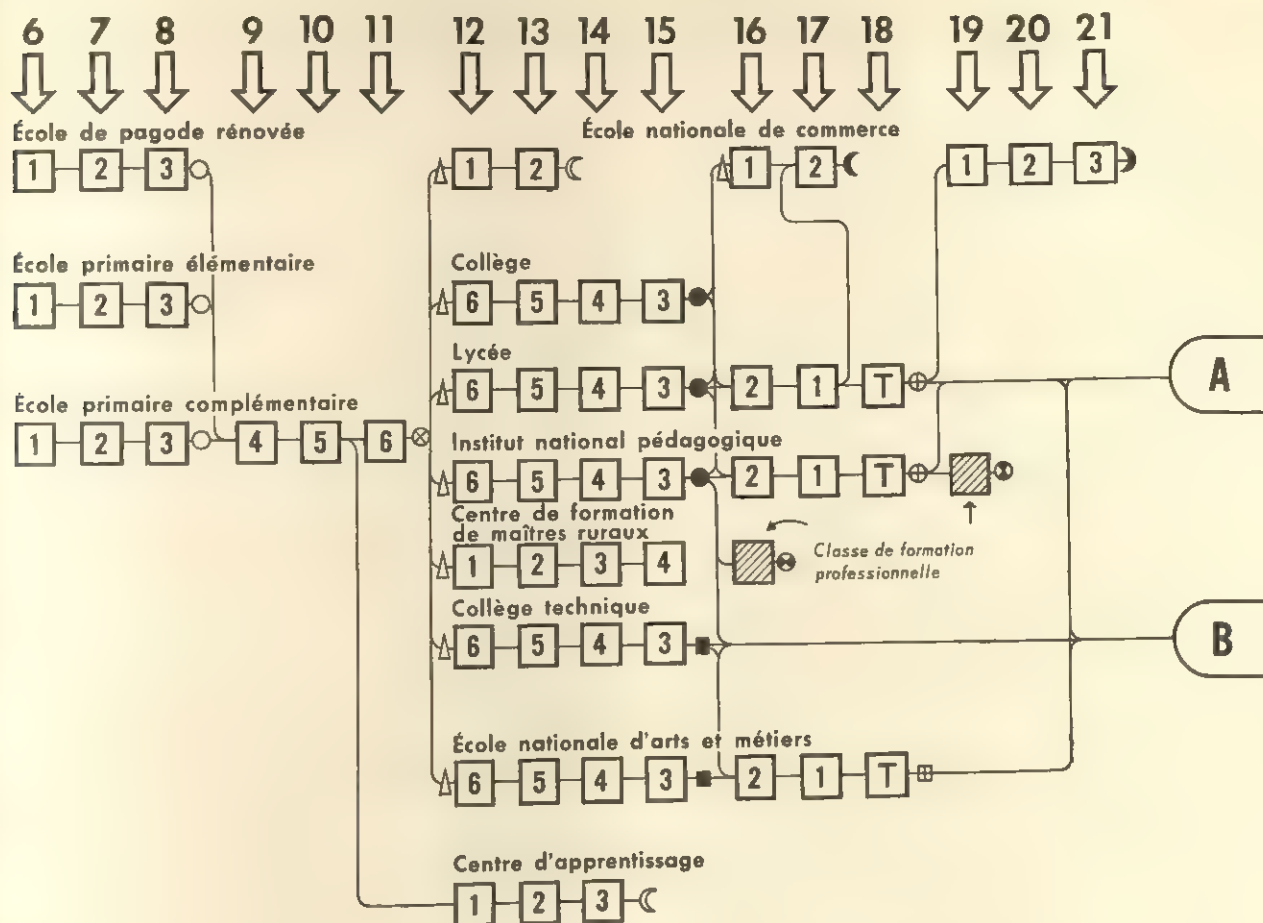 6 7 8 9 10 11 12 13 14 15 16 17 18 19 20 21
École de pagode rénovée
École nationale de commerce
1 2 3 1 2 1 2 1 2 3
École primaire élémentaire
Collège
1 2 3 6 5 4 3
Lycée
6 5 4 3 2 1 T A
École primaire complémentaire
1 2 3 4 5 6
Institut national pédagogique
6 5 4 3 2 1 T
Centre de formation
de maîtres ruraux
1 2 3 4
Classe de formation
professionnelle
Collège technique
6 5 4 3 B
École nationale d'arts et métiers
6 5 4 3 2 1 T
Centre d'apprentissage
1 2 3